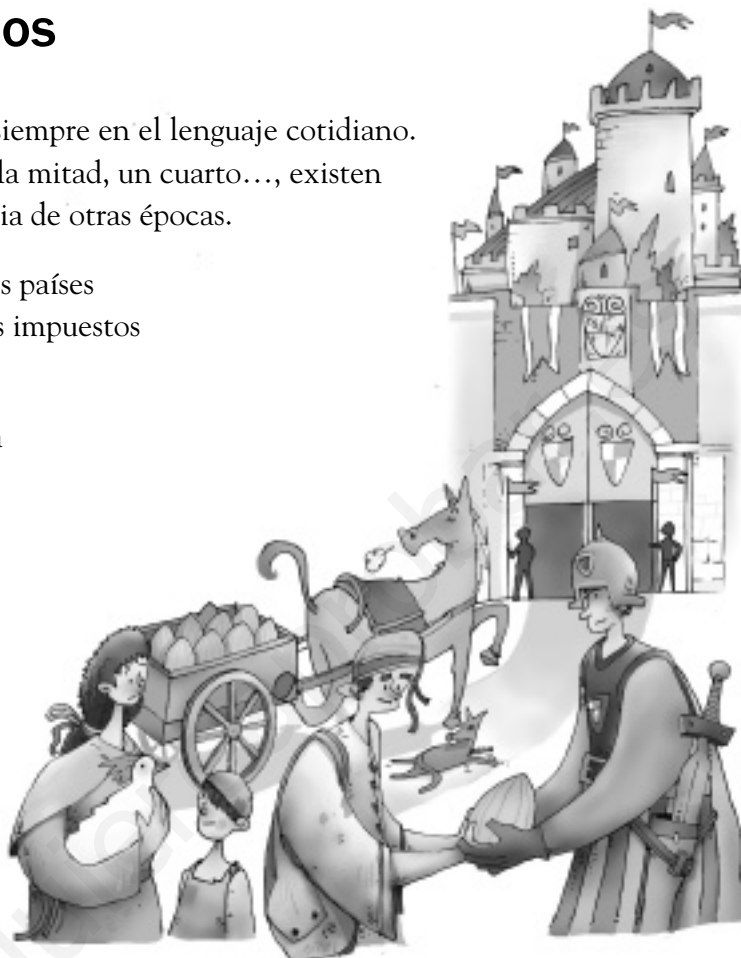 os
siempre en el lenguaje cotidiano.
la mitad, un cuarto…, existen
ia de otras épocas.
s países
s impuestos